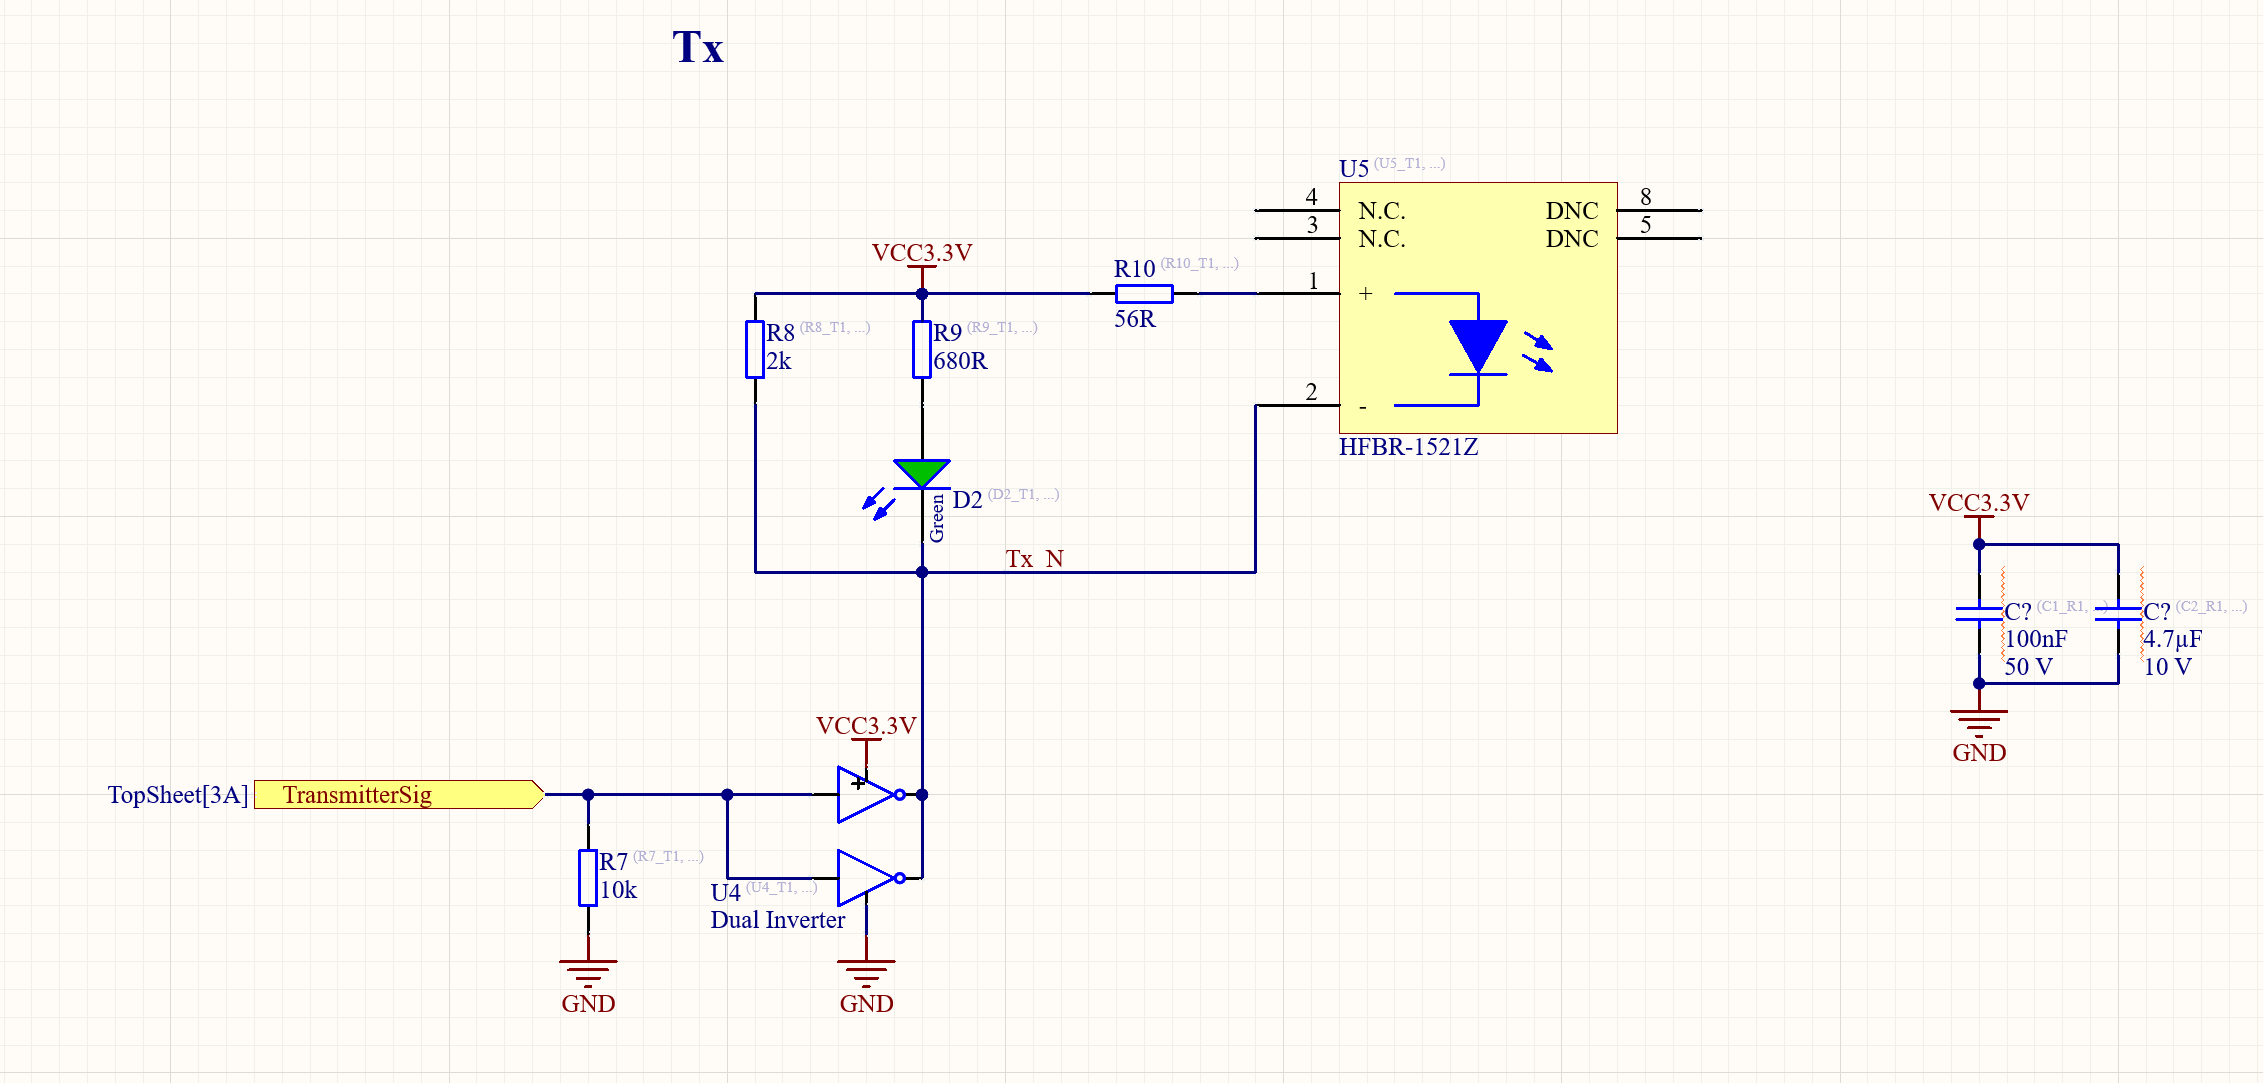 Tx
U5 (U5_T1, ...)
4 N.C. DNC 8
3 N.C. DNC 5
VCC3.3V
R10 (R10_T1, ...)
56R
1 +
R8 (R8_T1, ...)
2k
R9 (R9_T1, ...)
680R
2 -
HFBR-1521Z
D2 (D2_T1, ...)
Green
Tx_N
VCC3.3V
C? (C1_R1, ...)
100nF
50 V
C? (C2_R1, ...)
4.7µF
10 V
GND
VCC3.3V
TopSheet[3A] TransmitterSig
+
R7 (R7_T1, ...)
10k
U4 (U4_T1, ...)
Dual Inverter
GND
GND